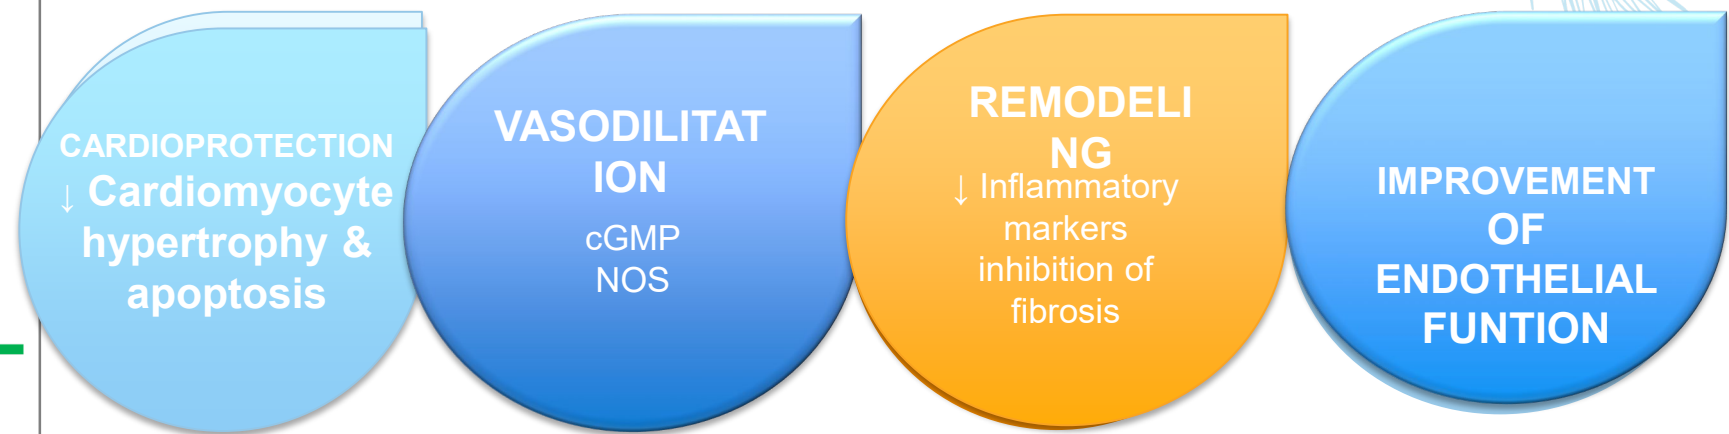 CARDIOPROTECTION
↓ Cardiomyocyte
hypertrophy &
apoptosis
VASODILITAT
ION
cGMP
NOS
REMODELI
NG
↓ Inflammatory
markers
inhibition of
fibrosis
IMPROVEMENT
OF
ENDOTHELIAL
FUNTION